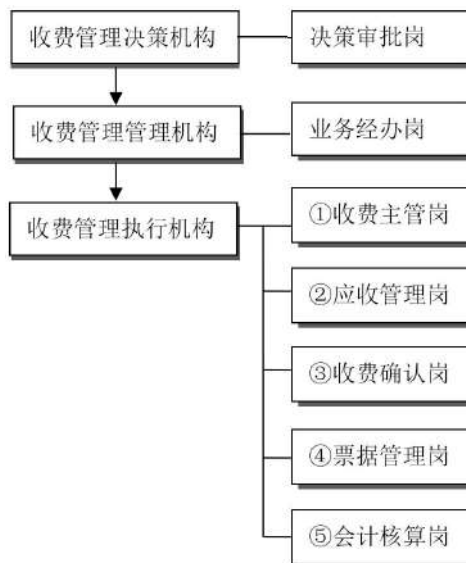 收费管理决策机构
决策审批岗
收费管理管理机构
业务经办岗
收费管理执行机构
①收费主管岗
②应收管理岗
③收费确认岗
④票据管理岗
⑤会计核算岗